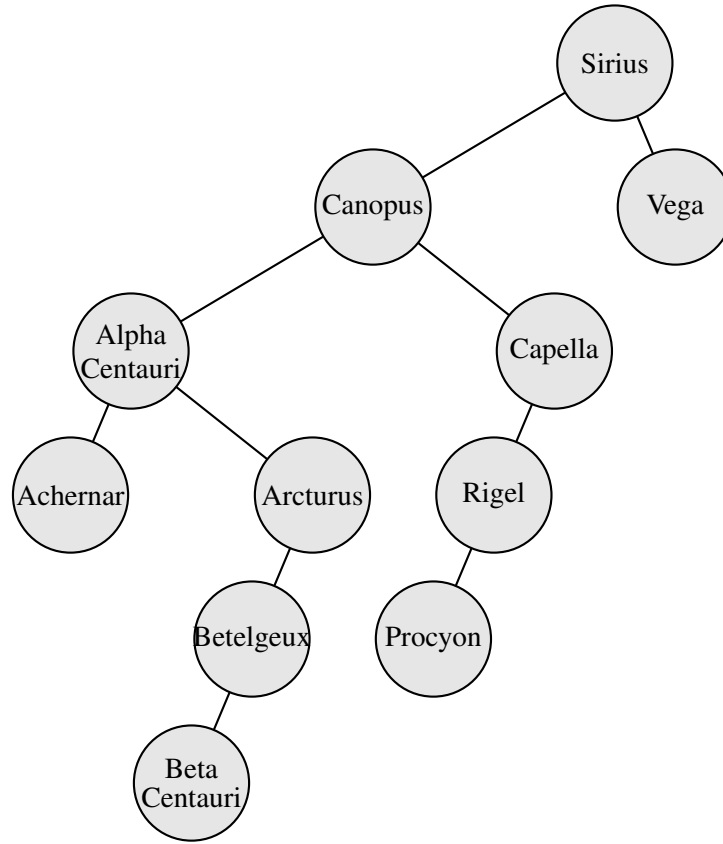 Sirius
Canopus
Vega
Alpha
Centauri
Capella
Achernar
Arcturus
Rigel
Betelgeux
Procyon
Beta
Centauri